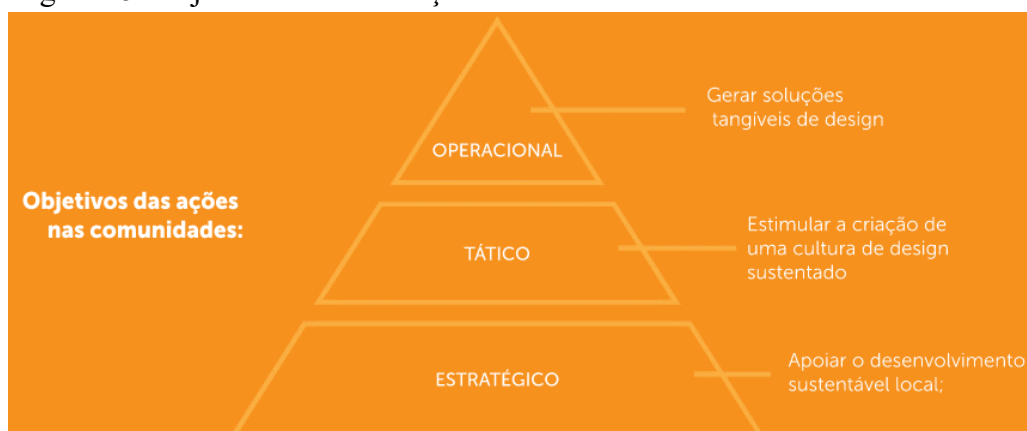 Gerar soluções
tangíveis de design
OPERACIONAL
Objetivos das ações
nas comunidades:
Estimular a criação de
uma cultura de design
sustentado
TÁTICO
Apoiar o desenvolvimento
sustentável local;
ESTRATÉGICO